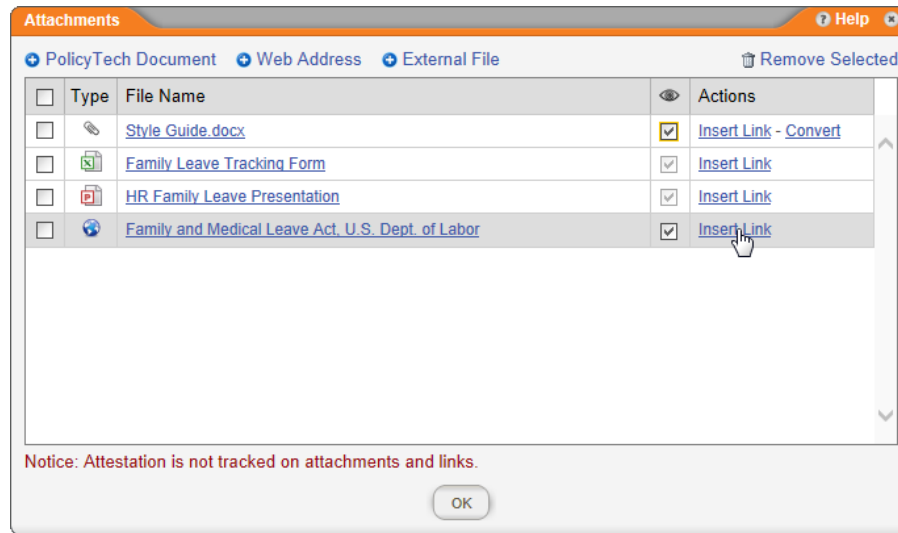 Attachments Help
PolicyTech Document Web Address External File Remove Selected
Type File Name Actions
Style Guide.docx Insert Link - Convert
Family Leave Tracking Form Insert Link
HR Family Leave Presentation Insert Link
Family and Medical Leave Act, U.S. Dept. of Labor Insert Link
Notice: Attestation is not tracked on attachments and links.
OK